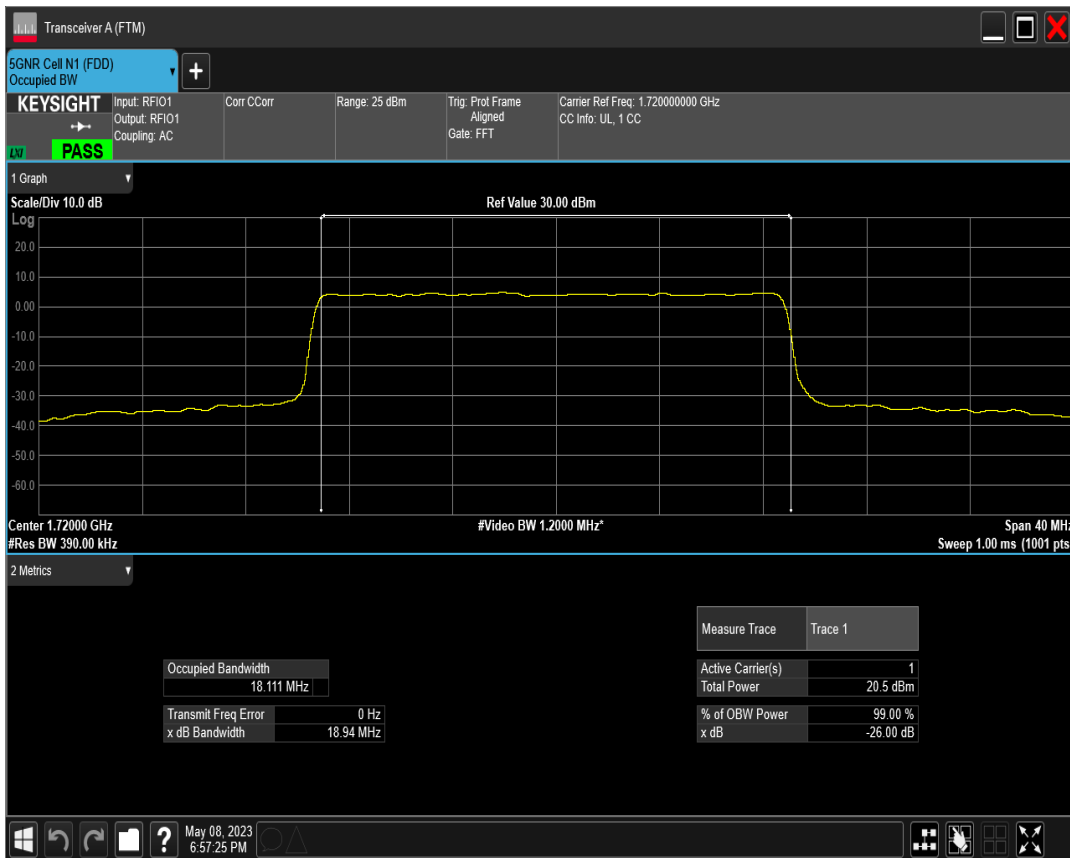 Transceiver A (FTM)
5GNR Cell N1 (FDD)
Occupied BW
+
KEYSIGHT
LXI
PASS
Input: RFIO1
Output: RFIO1
Coupling: AC
Corr CCorr
Range: 25 dBm
Trig: Prot Frame
Aligned
Gate: FFT
Carrier Ref Freq: 1.720000000 GHz
CC Info: UL, 1 CC
1 Graph
Scale/Div 10.0 dB
Ref Value 30.00 dBm
Log
20.0
10.0
0.00
-10.0
-20.0
-30.0
-40.0
-50.0
-60.0
Center 1.72000 GHz
#Video BW 1.2000 MHz*
Span 40 MHz
#Res BW 390.00 kHz
Sweep 1.00 ms (1001 pts
2 Metrics
Measure Trace Trace 1
Occupied Bandwidth
18.111 MHz
Active Carrier(s) 1
Total Power 20.5 dBm
Transmit Freq Error 0 Hz
x dB Bandwidth 18.94 MHz
% of OBW Power 99.00 %
x dB -26.00 dB
?
May 08, 2023
6:57:25 PM